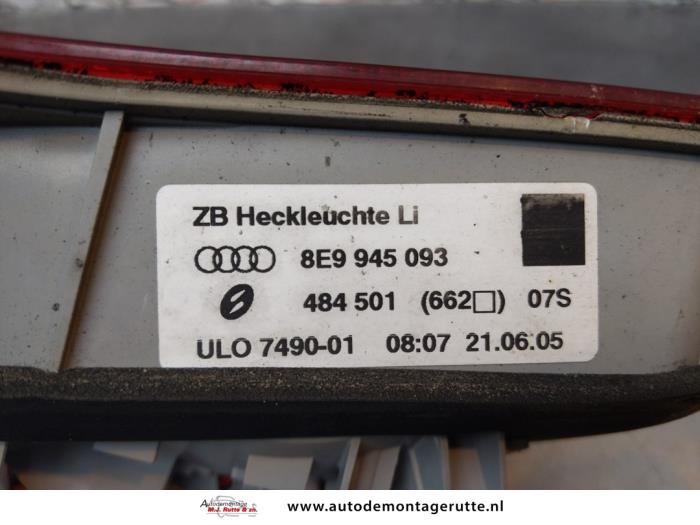 ZB Heckleuchte Li
8E9 945 093
484 501 (662□) 07S
ULO 7490-01 08:07 21.06.05
Autodemontage
M.J. Rutte & zn.
www.autodemontagerutte.nl